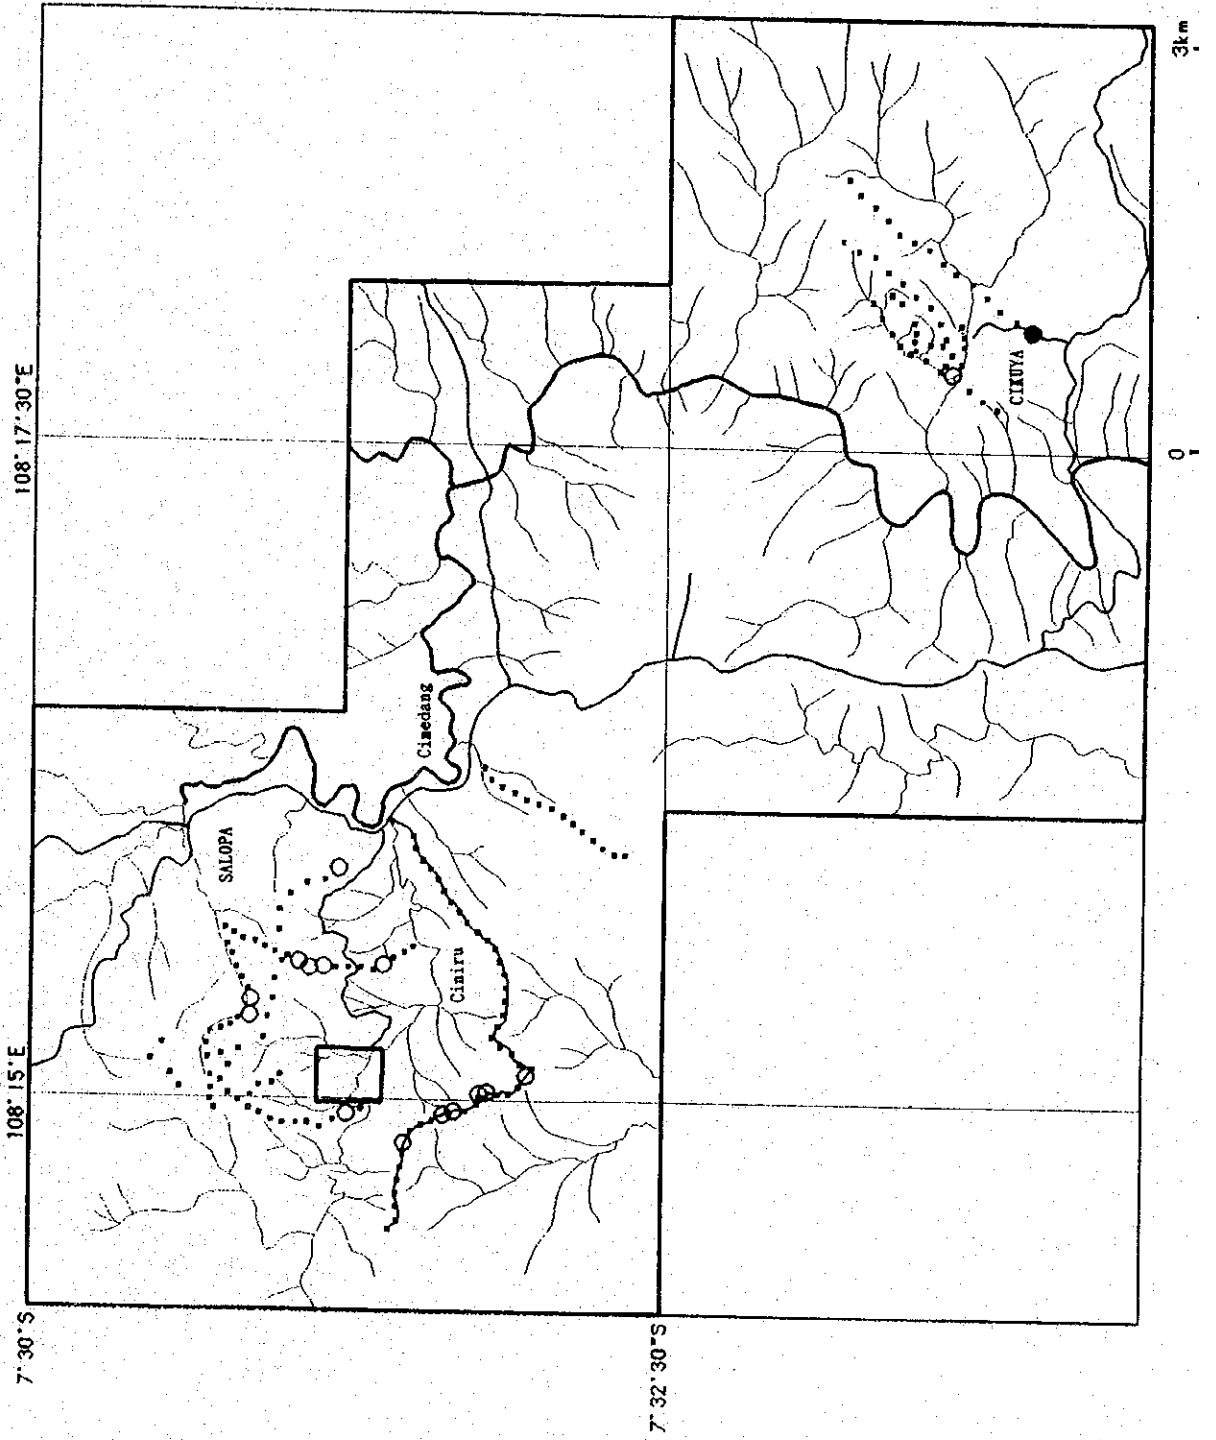 108° 15'E
108° 17' 30"E
7° 30'S
SALOPA
Cimedang
Ciniru
CIKUYA
7° 32' 30"S
0
3km